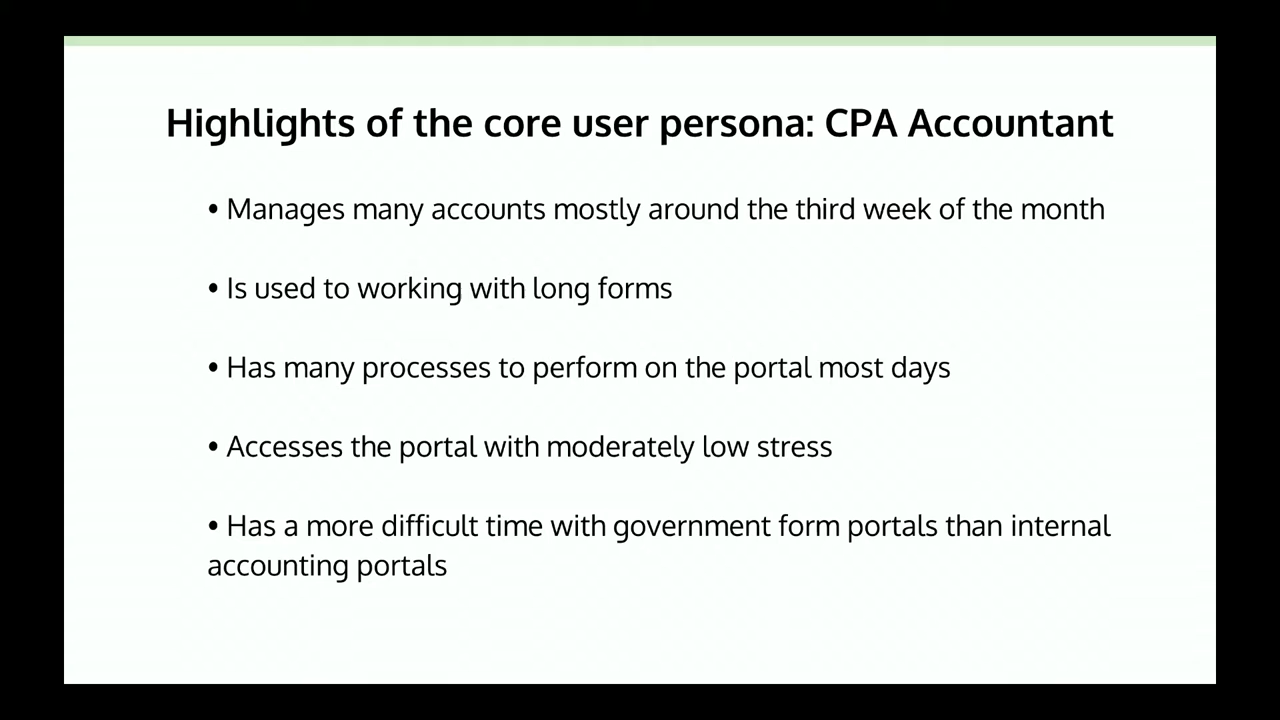 Highlights of the core user persona: CPA Accountant
• Manages many accounts mostly around the third week of the month
• Is used to working with long forms
• Has many processes to perform on the portal most days
• Accesses the portal with moderately low stress
• Has a more difficult time with government form portals than internal
accounting portals